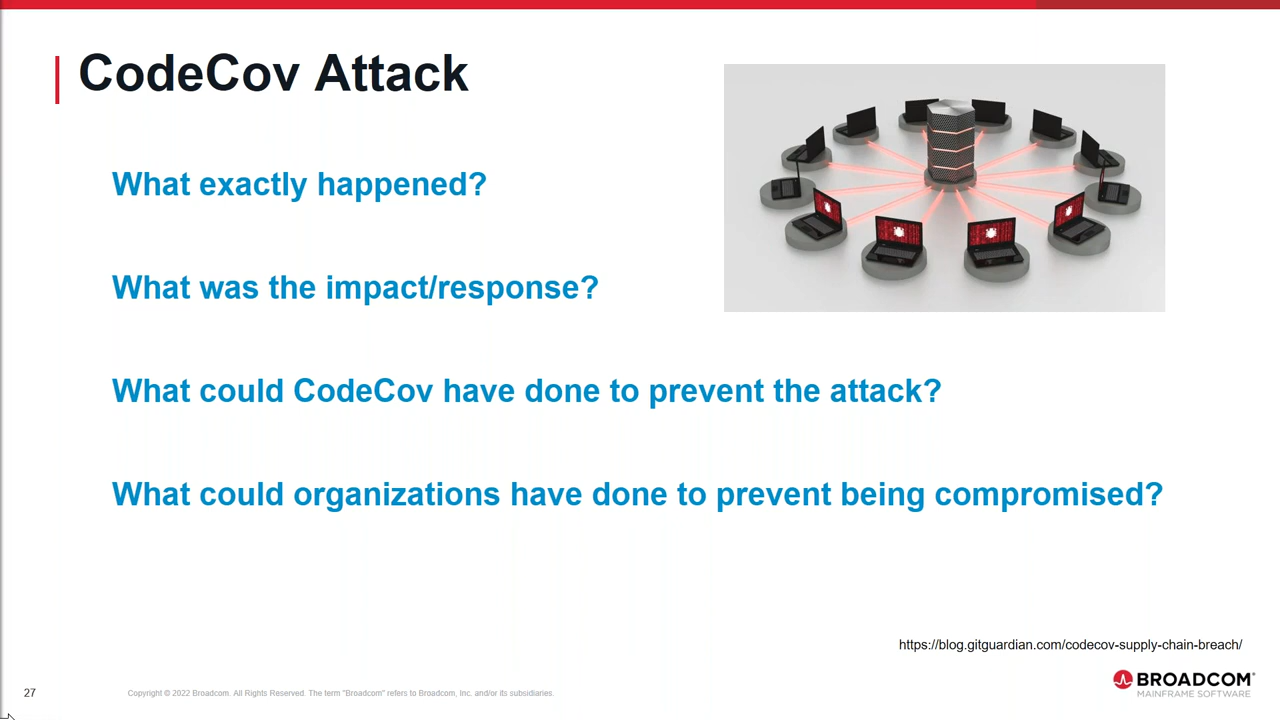 CodeCov Attack
What exactly happened?
What was the impact/response?
What could CodeCov have done to prevent the attack?
What could organizations have done to prevent being compromised?
https://blog.gitguardian.com/codecov-supply-chain-breach/
27
Copyright © 2022 Broadcom. All Rights Reserved. The term "Broadcom" refers to Broadcom, Inc. and/or its subsidiaries.
BROADCOM®
MAINFRAME SOFTWARE